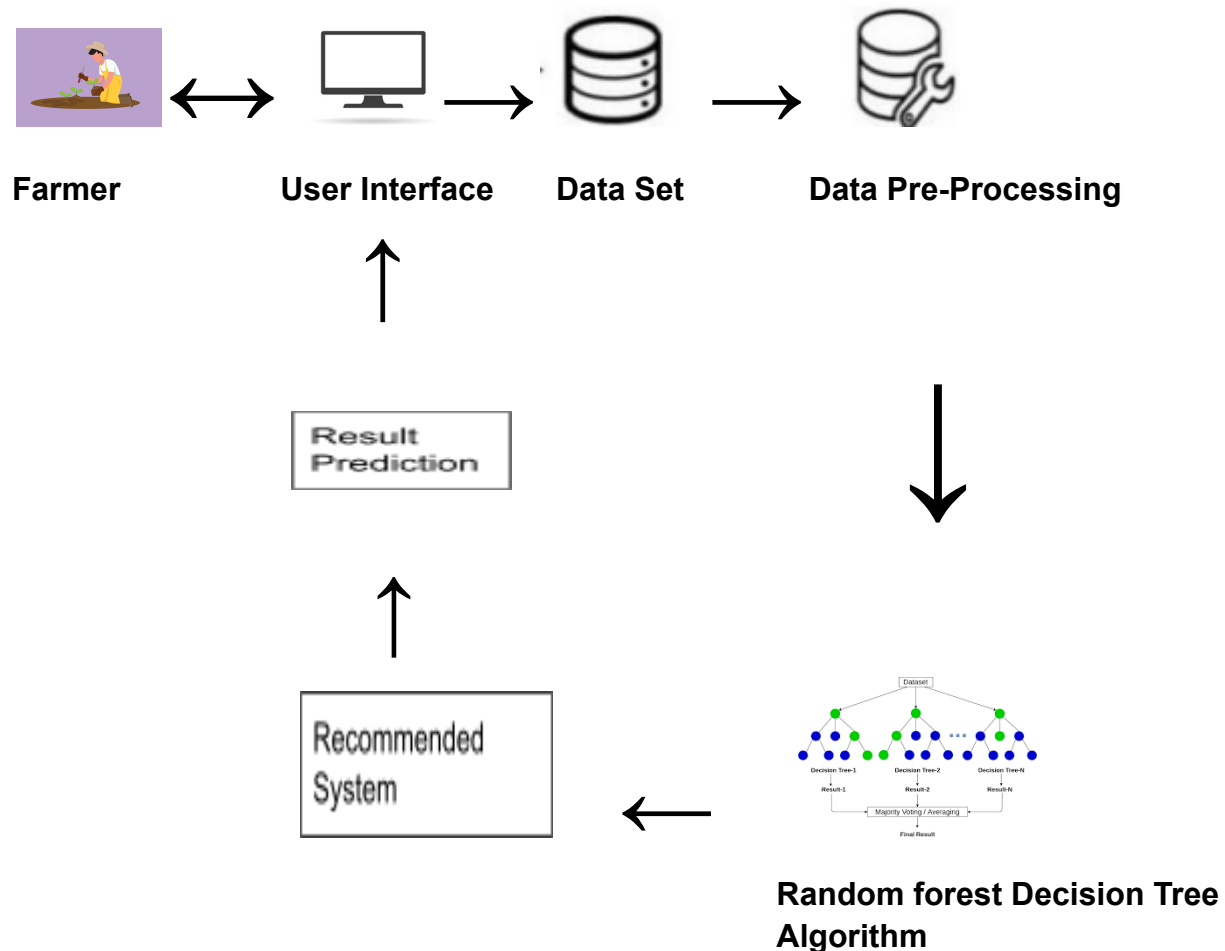 Farmer
User Interface
Data Set
Data Pre-Processing
Result
Prediction
Recommended
System
Dataset
Decision Tree-1
Decision Tree-2
Decision Tree-N
Result-1
Result-2
Result-N
Majority Voting / Averaging
Final Result
Random forest Decision Tree
Algorithm